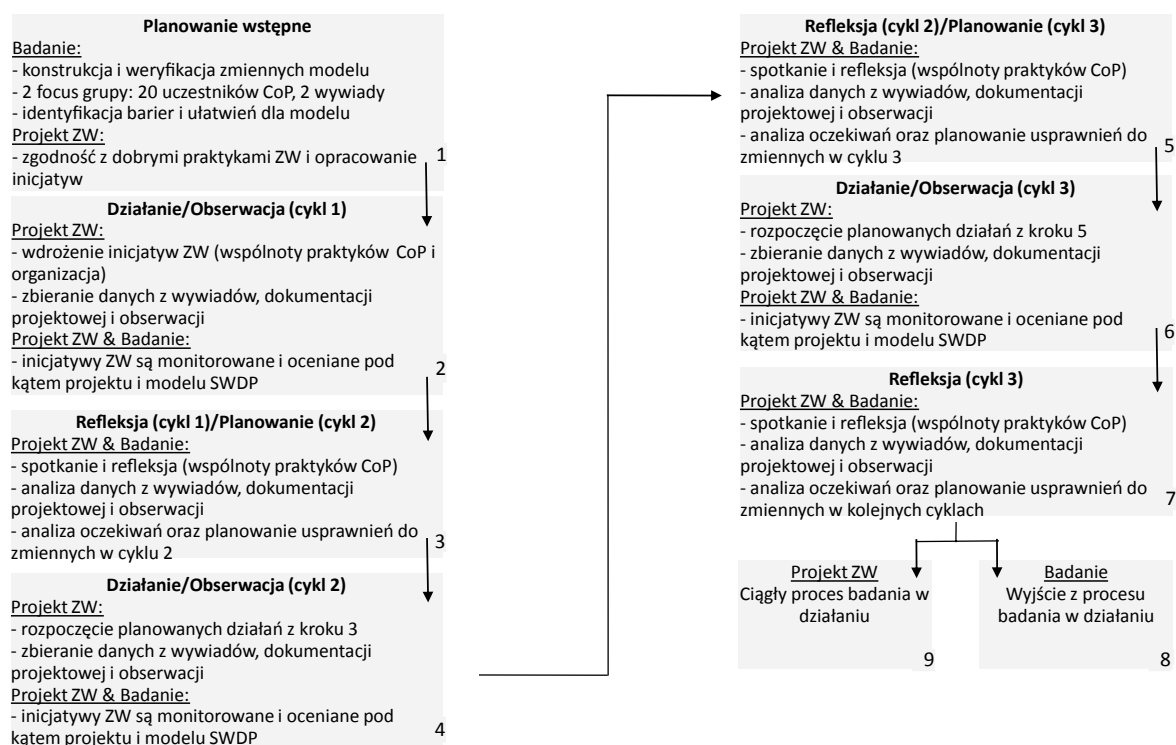 Planowanie wstępne
Badanie:
- konstrukcja i weryfikacja zmiennych modelu
- 2 focus grupy: 20 uczestników CoP, 2 wywiady
- identyfikacja barier i ułatwień dla modelu
Projekt ZW:
- zgodność z dobrymi praktykami ZW i opracowanie
inicjatyw
1
Działanie/Obserwacja (cykl 1)
Projekt ZW:
- wdrożenie inicjatyw ZW (wspólnoty praktyków CoP i
organizacja)
- zbieranie danych z wywiadów, dokumentacji
projektowej i obserwacji
Projekt ZW & Badanie:
- inicjatywy ZW są monitorowane i oceniane pod
kątem projektu i modelu SWDP
2
Refleksja (cykl 1)/Planowanie (cykl 2)
Projekt ZW & Badanie:
- spotkanie i refleksja (wspólnoty praktyków CoP)
- analiza danych z wywiadów, dokumentacji
projektowej i obserwacji
- analiza oczekiwań oraz planowanie usprawnień do
zmiennych w cyklu 2
3
Działanie/Obserwacja (cykl 2)
Projekt ZW:
- rozpoczęcie planowanych działań z kroku 3
- zbieranie danych z wywiadów, dokumentacji
projektowej i obserwacji
Projekt ZW & Badanie:
- inicjatywy ZW są monitorowane i oceniane pod
kątem projektu i modelu SWDP
4
Refleksja (cykl 2)/Planowanie (cykl 3)
Projekt ZW & Badanie:
- spotkanie i refleksja (wspólnoty praktyków CoP)
- analiza danych z wywiadów, dokumentacji
projektowej i obserwacji
- analiza oczekiwań oraz planowanie usprawnień do
zmiennych w cyklu 3
5
Działanie/Obserwacja (cykl 3)
Projekt ZW:
- rozpoczęcie planowanych działań z kroku 5
- zbieranie danych z wywiadów, dokumentacji
projektowej i obserwacji
Projekt ZW & Badanie:
- inicjatywy ZW są monitorowane i oceniane pod
kątem projektu i modelu SWDP
6
Refleksja (cykl 3)
Projekt ZW & Badanie:
- spotkanie i refleksja (wspólnoty praktyków CoP)
- analiza danych z wywiadów, dokumentacji
projektowej i obserwacji
- analiza oczekiwań oraz planowanie usprawnień do
zmiennych w kolejnych cyklach
7
Projekt ZW
Ciągły proces badania w
działaniu
9
Badanie
Wyjście z procesu
badania w działaniu
8